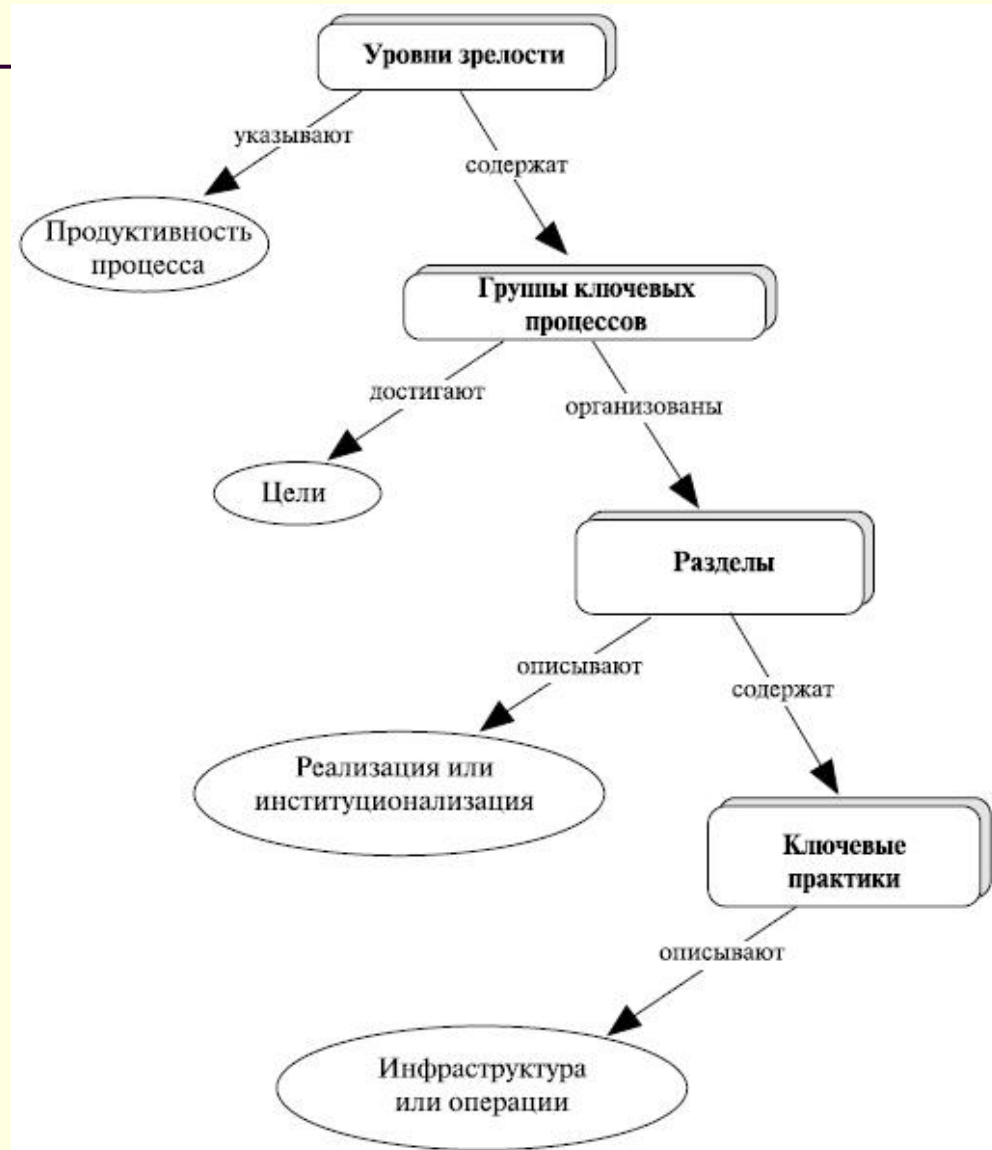 Уровни зрелости
указывают
содержат
Продуктивность
процесса
Группы ключевых
процессов
достигают
организованы
Цели
Разделы
описывают
содержат
Реализация или
институционализация
Ключевые
практики
описывают
Инфраструктура
или операции